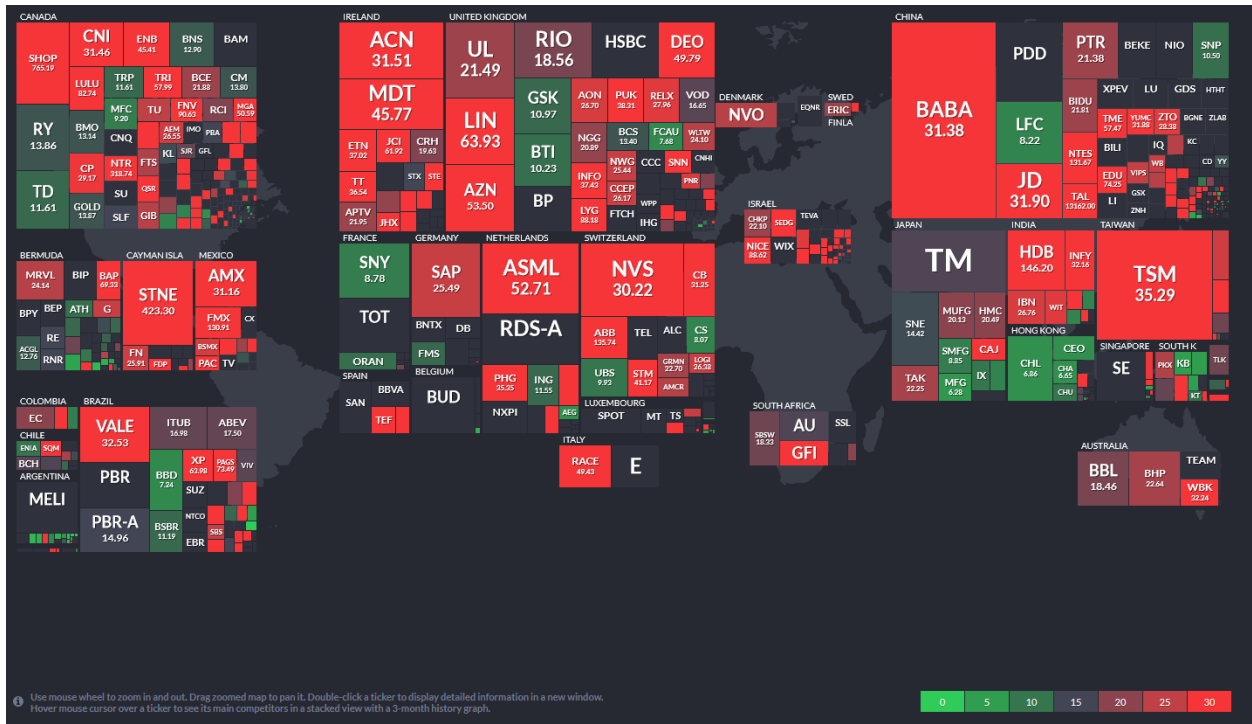 CANADA
SHOP
765.19
CNI
31.46
ENB
45.41
BNS
12.90
BAM
LULU
82.74
TRP
11.61
TRI
57.99
BCE
21.88
CM
13.80
RY
13.86
BMO
13.14
MFC
9.20
TU
FNV
90.63
RCI
MGA
50.59
CNQ
AEM
26.55
IMO
PBA
CP
29.17
NTR
318.74
FTS
KL
SJR
GFL
TD
11.61
SU
QSR
GOLD
13.87
SLF
GIB
IRELAND
ACN
31.51
MDT
45.77
ETN
37.02
JCI
61.92
CRH
19.63
TT
36.54
STX
STE
APTV
21.95
JHX
UNITED KINGDOM
UL
21.49
RIO
18.56
HSBC
DEO
49.79
LIN
63.93
GSK
10.97
AON
26.70
PUK
38.31
RELX
27.96
VOD
16.65
NGG
20.89
BCS
13.40
FCAU
7.68
WLTW
24.10
AZN
53.50
BTI
10.23
NWG
25.44
CCC
SNN
CNHI
INFO
37.43
CCEP
26.17
PNR
BP
LYG
88.18
FTCH
WPP
IHG
DENMARK
NVO
SWED
EQNR
ERIC
FINLA
CHINA
BABA
31.38
PDD
PTR
21.38
BEKE
NIO
SNP
10.50
LFC
8.22
BIDU
21.81
XPEV
LU
GDS
HTHT
TME
57.47
YUMC
31.88
ZTO
28.38
BGNE
ZLAB
NTES
131.67
BILI
IQ
KC
JD
31.90
EDU
74.25
VIPS
WB
CD
YY
TAL
13162.00
LI
GSX
ZNH
ISRAEL
CHKP
22.10
SEDG
TEVA
NICE
88.62
WIX
FRANCE
SNY
8.78
TOT
ORAN
GERMANY
SAP
25.49
BNTX
DB
FMS
NETHERLANDS
ASML
52.71
RDS-A
PHG
35.35
ING
11.55
NXPI
AEG
SWITZERLAND
NVS
30.22
CB
31.25
ABB
135.74
TEL
ALC
CS
8.07
UBS
9.93
STM
41.17
GRMN
22.70
LOGI
26.38
AMCR
SPAIN
SAN
BBVA
TEF
BELGIUM
BUD
LUXEMBOURG
SPOT
MT
TS
ITALY
RACE
49.43
E
BERMUDA
MRVL
24.14
BIP
BAP
69.33
BPY
BEP
ATH
G
RE
ACGL
12.76
RNR
CAYMAN ISLA
STNE
423.30
FN
25.91
FDP
MEXICO
AMX
31.16
FMX
130.91
CX
BSMX
PAC
TV
JAPAN
TM
SNE
14.42
MUFG
20.13
HMC
20.49
SMFG
8.85
CAJ
TAK
22.25
MFG
6.28
IX
INDIA
HDB
146.20
INFY
32.16
IBN
26.76
WIT
HONG KONG
CHL
6.86
CEO
CHA
6.65
CHU
TAIWAN
TSM
35.29
SINGAPORE
SE
SOUTH K
PKX
KB
KT
TLK
COLOMBIA
EC
CHILE
ENIA
SQM
BCH
ARGENTINA
MELI
BRAZIL
VALE
32.53
ITUB
16.98
ABEV
17.50
PBR
BBD
7.24
XP
63.98
PAGS
73.49
VIV
SUZ
PBR-A
14.96
BSBR
11.19
NTCO
SBS
EBR
SOUTH AFRICA
SBSW
18.33
AU
SSL
GFI
AUSTRALIA
BBL
18.46
BHP
22.64
TEAM
WBK
32.24
Use mouse wheel to zoom in and out. Drag zoomed map to pan it. Double-click a ticker to display detailed information in a new window.
Hover mouse cursor over a ticker to see its main competitors in a stacked view with a 3-month history graph.
0 5 10 15 20 25 30